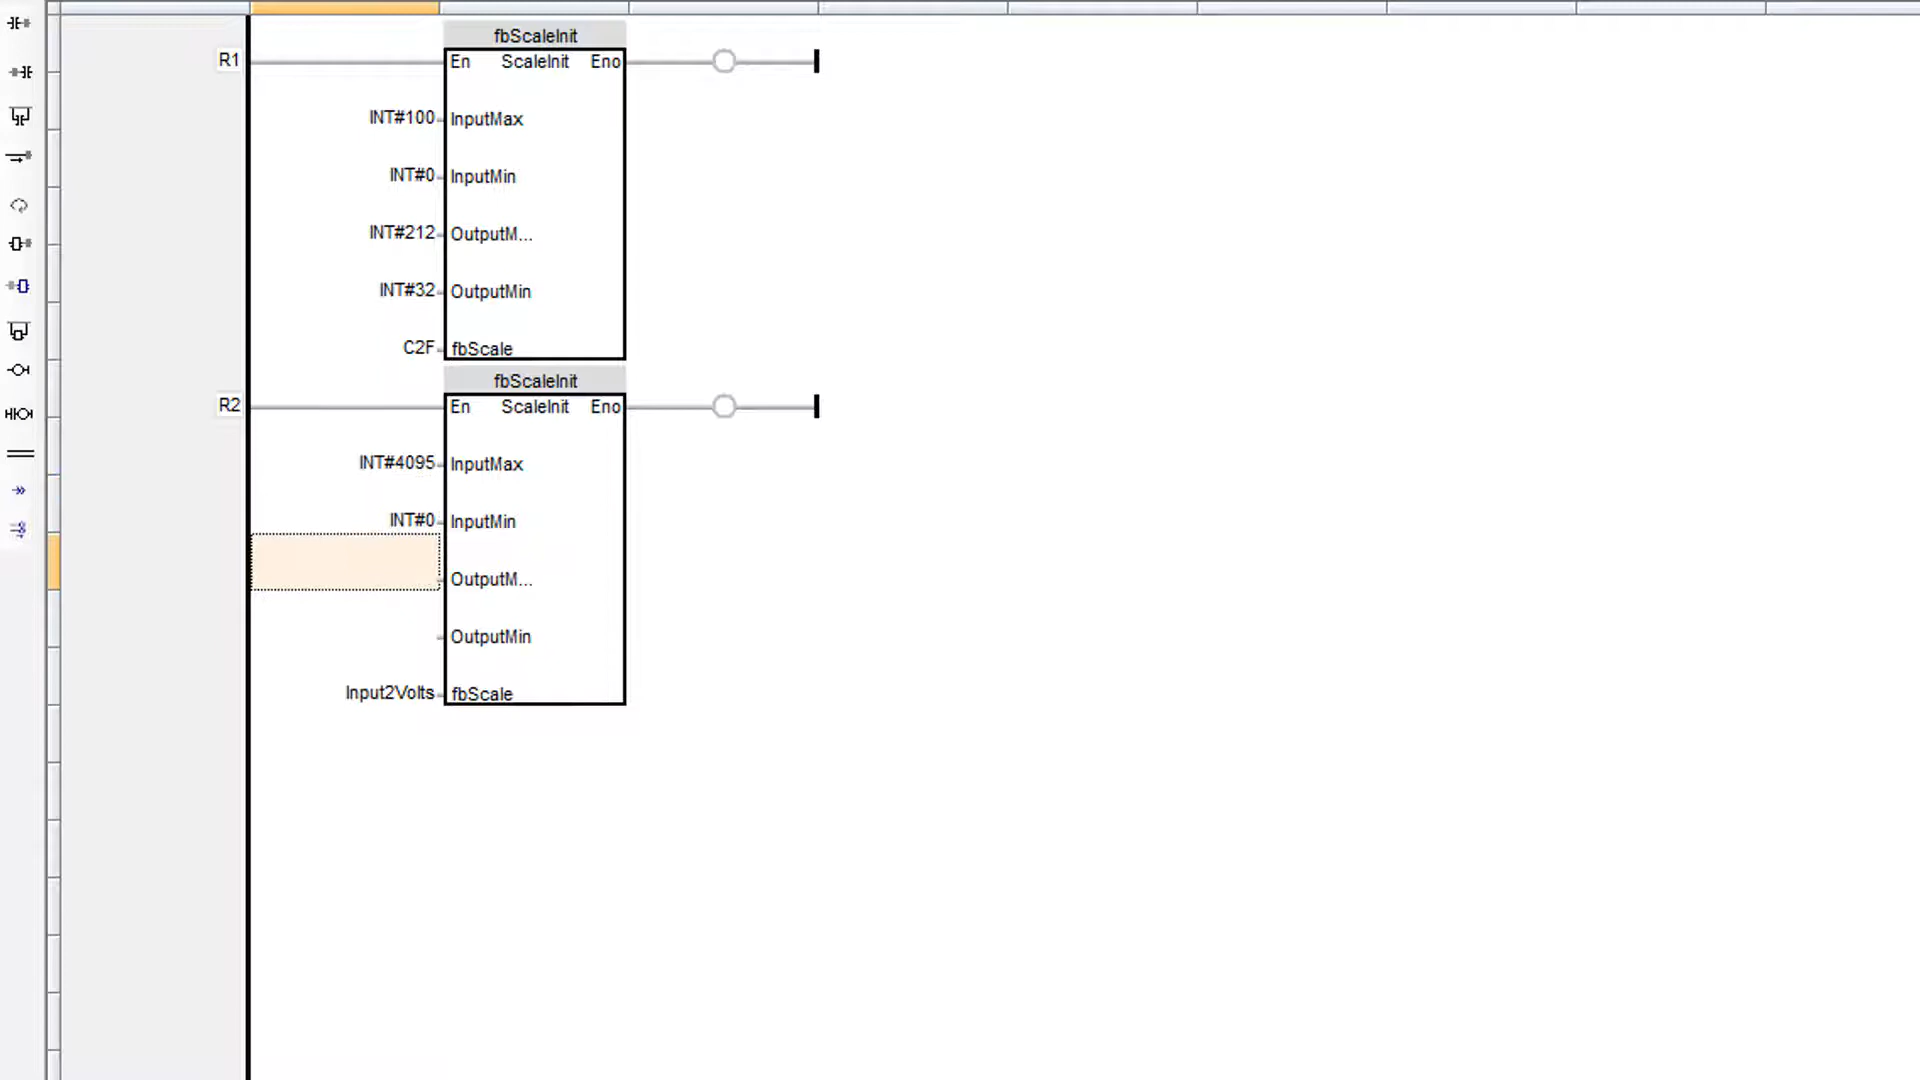 fbScaleInit
R1
En ScaleInit Eno
INT#100 InputMax
INT#0 InputMin
INT#212 OutputM...
INT#32 OutputMin
C2F fbScale
fbScaleInit
R2
En ScaleInit Eno
INT#4095 InputMax
INT#0 InputMin
OutputM...
OutputMin
Input2Volts fbScale